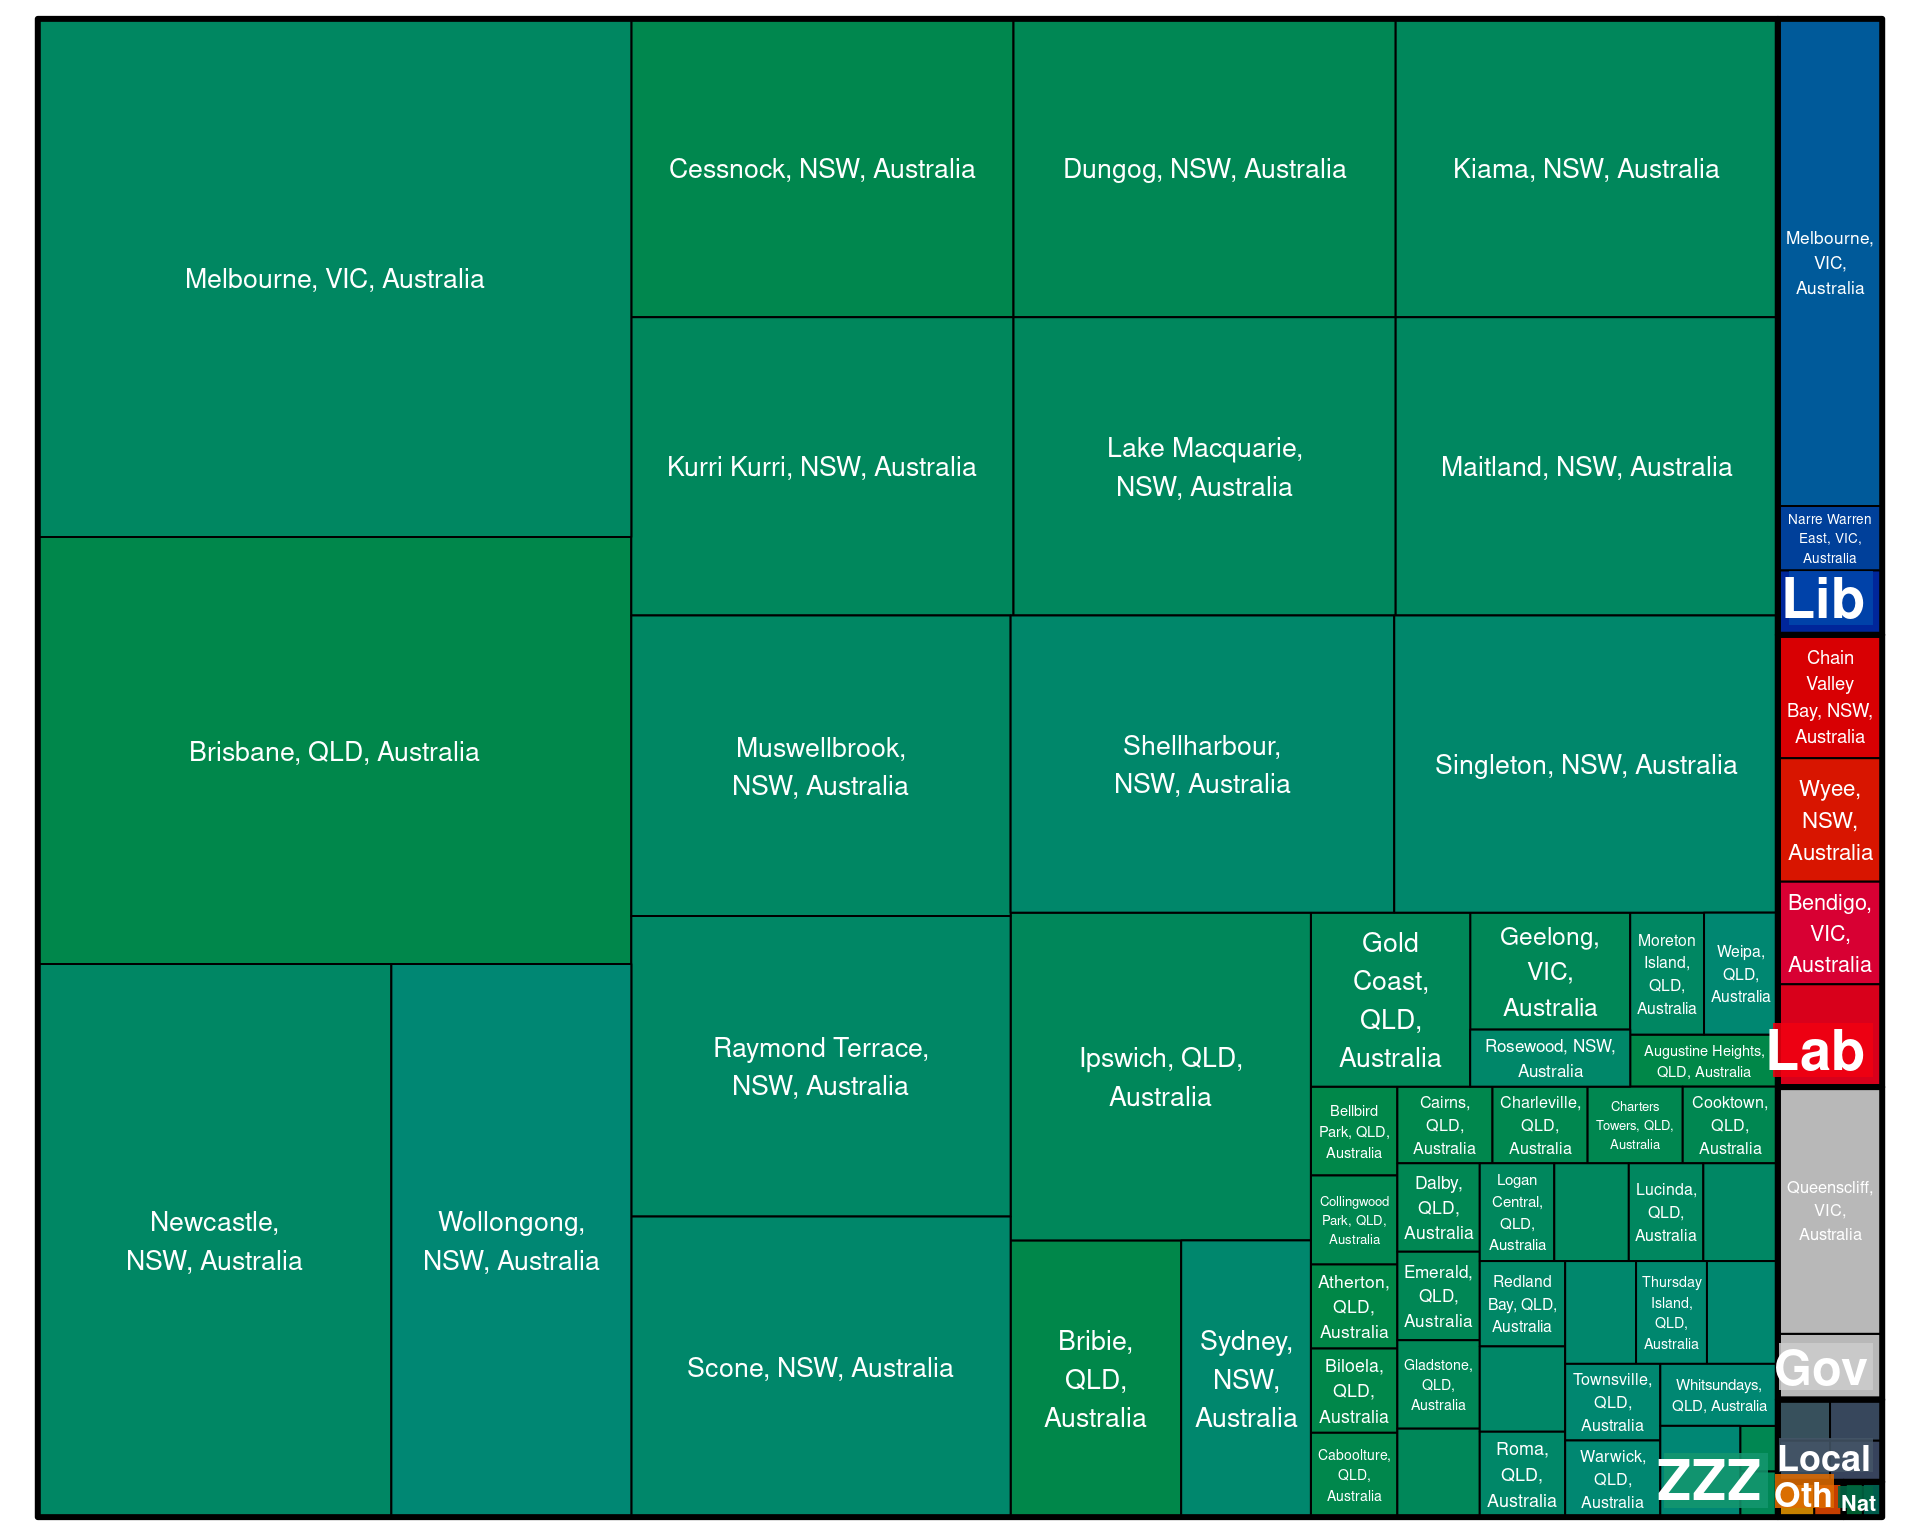 Melbourne, VIC, Australia
Brisbane, QLD, Australia
Newcastle,
NSW, Australia
Wollongong,
NSW, Australia
Cessnock, NSW, Australia
Dungog, NSW, Australia
Kiama, NSW, Australia
Kurri Kurri, NSW, Australia
Lake Macquarie,
NSW, Australia
Maitland, NSW, Australia
Muswellbrook,
NSW, Australia
Shellharbour,
NSW, Australia
Singleton, NSW, Australia
Raymond Terrace,
NSW, Australia
Scone, NSW, Australia
Ipswich, QLD,
Australia
Bribie,
QLD,
Australia
Sydney,
NSW,
Australia
Gold
Coast,
QLD,
Australia
Geelong,
VIC,
Australia
Rosewood, NSW,
Australia
Moreton
Island,
QLD,
Australia
Weipa,
QLD,
Australia
Augustine Heights,
QLD, Australia
Bellbird
Park, QLD,
Australia
Collingwood
Park, QLD,
Australia
Atherton,
QLD,
Australia
Biloela,
QLD,
Australia
Caboolture,
QLD,
Australia
Cairns,
QLD,
Australia
Charleville,
QLD,
Australia
Charters
Towers, QLD,
Australia
Cooktown,
QLD,
Australia
Dalby,
QLD,
Australia
Emerald,
QLD,
Australia
Gladstone,
QLD,
Australia
Logan
Central,
QLD,
Australia
Lucinda,
QLD,
Australia
Redland
Bay, QLD,
Australia
Thursday
Island,
QLD,
Australia
Roma,
QLD,
Australia
Townsville,
QLD,
Australia
Whitsundays,
QLD, Australia
Warwick,
QLD,
Australia
ZZZ
Melbourne,
VIC,
Australia
Narre Warren
East, VIC,
Australia
Lib
Chain
Valley
Bay, NSW,
Australia
Wyee,
NSW,
Australia
Bendigo,
VIC,
Australia
Lab
Queenscliff,
VIC,
Australia
Gov
Local
Oth
Nat